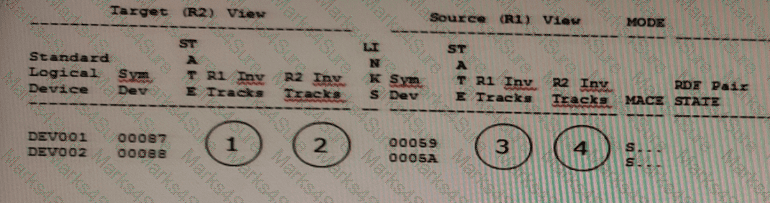 Target (R2) View Source (R1) View MODE
ST LI ST
Standard A N A
Logical Sym T R1 Inv R2 Inv K Sym T R1 Inv R2 Inv RDF Pair
Device Dev E Tracks Tracks S Dev E Tracks Tracks MACE STATE
DEV001 00087 1 2 00059 3 4 S...
DEV002 00088 0005A S...
Marks4Sure